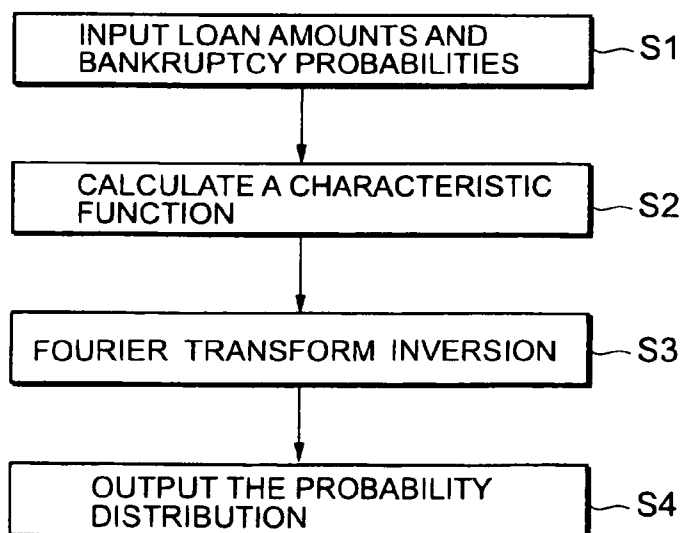 INPUT LOAN AMOUNTS AND
BANKRUPTCY PROBABILITIES
S1
CALCULATE A CHARACTERISTIC
FUNCTION
S2
FOURIER TRANSFORM INVERSION
S3
OUTPUT THE PROBABILITY
DISTRIBUTION
S4